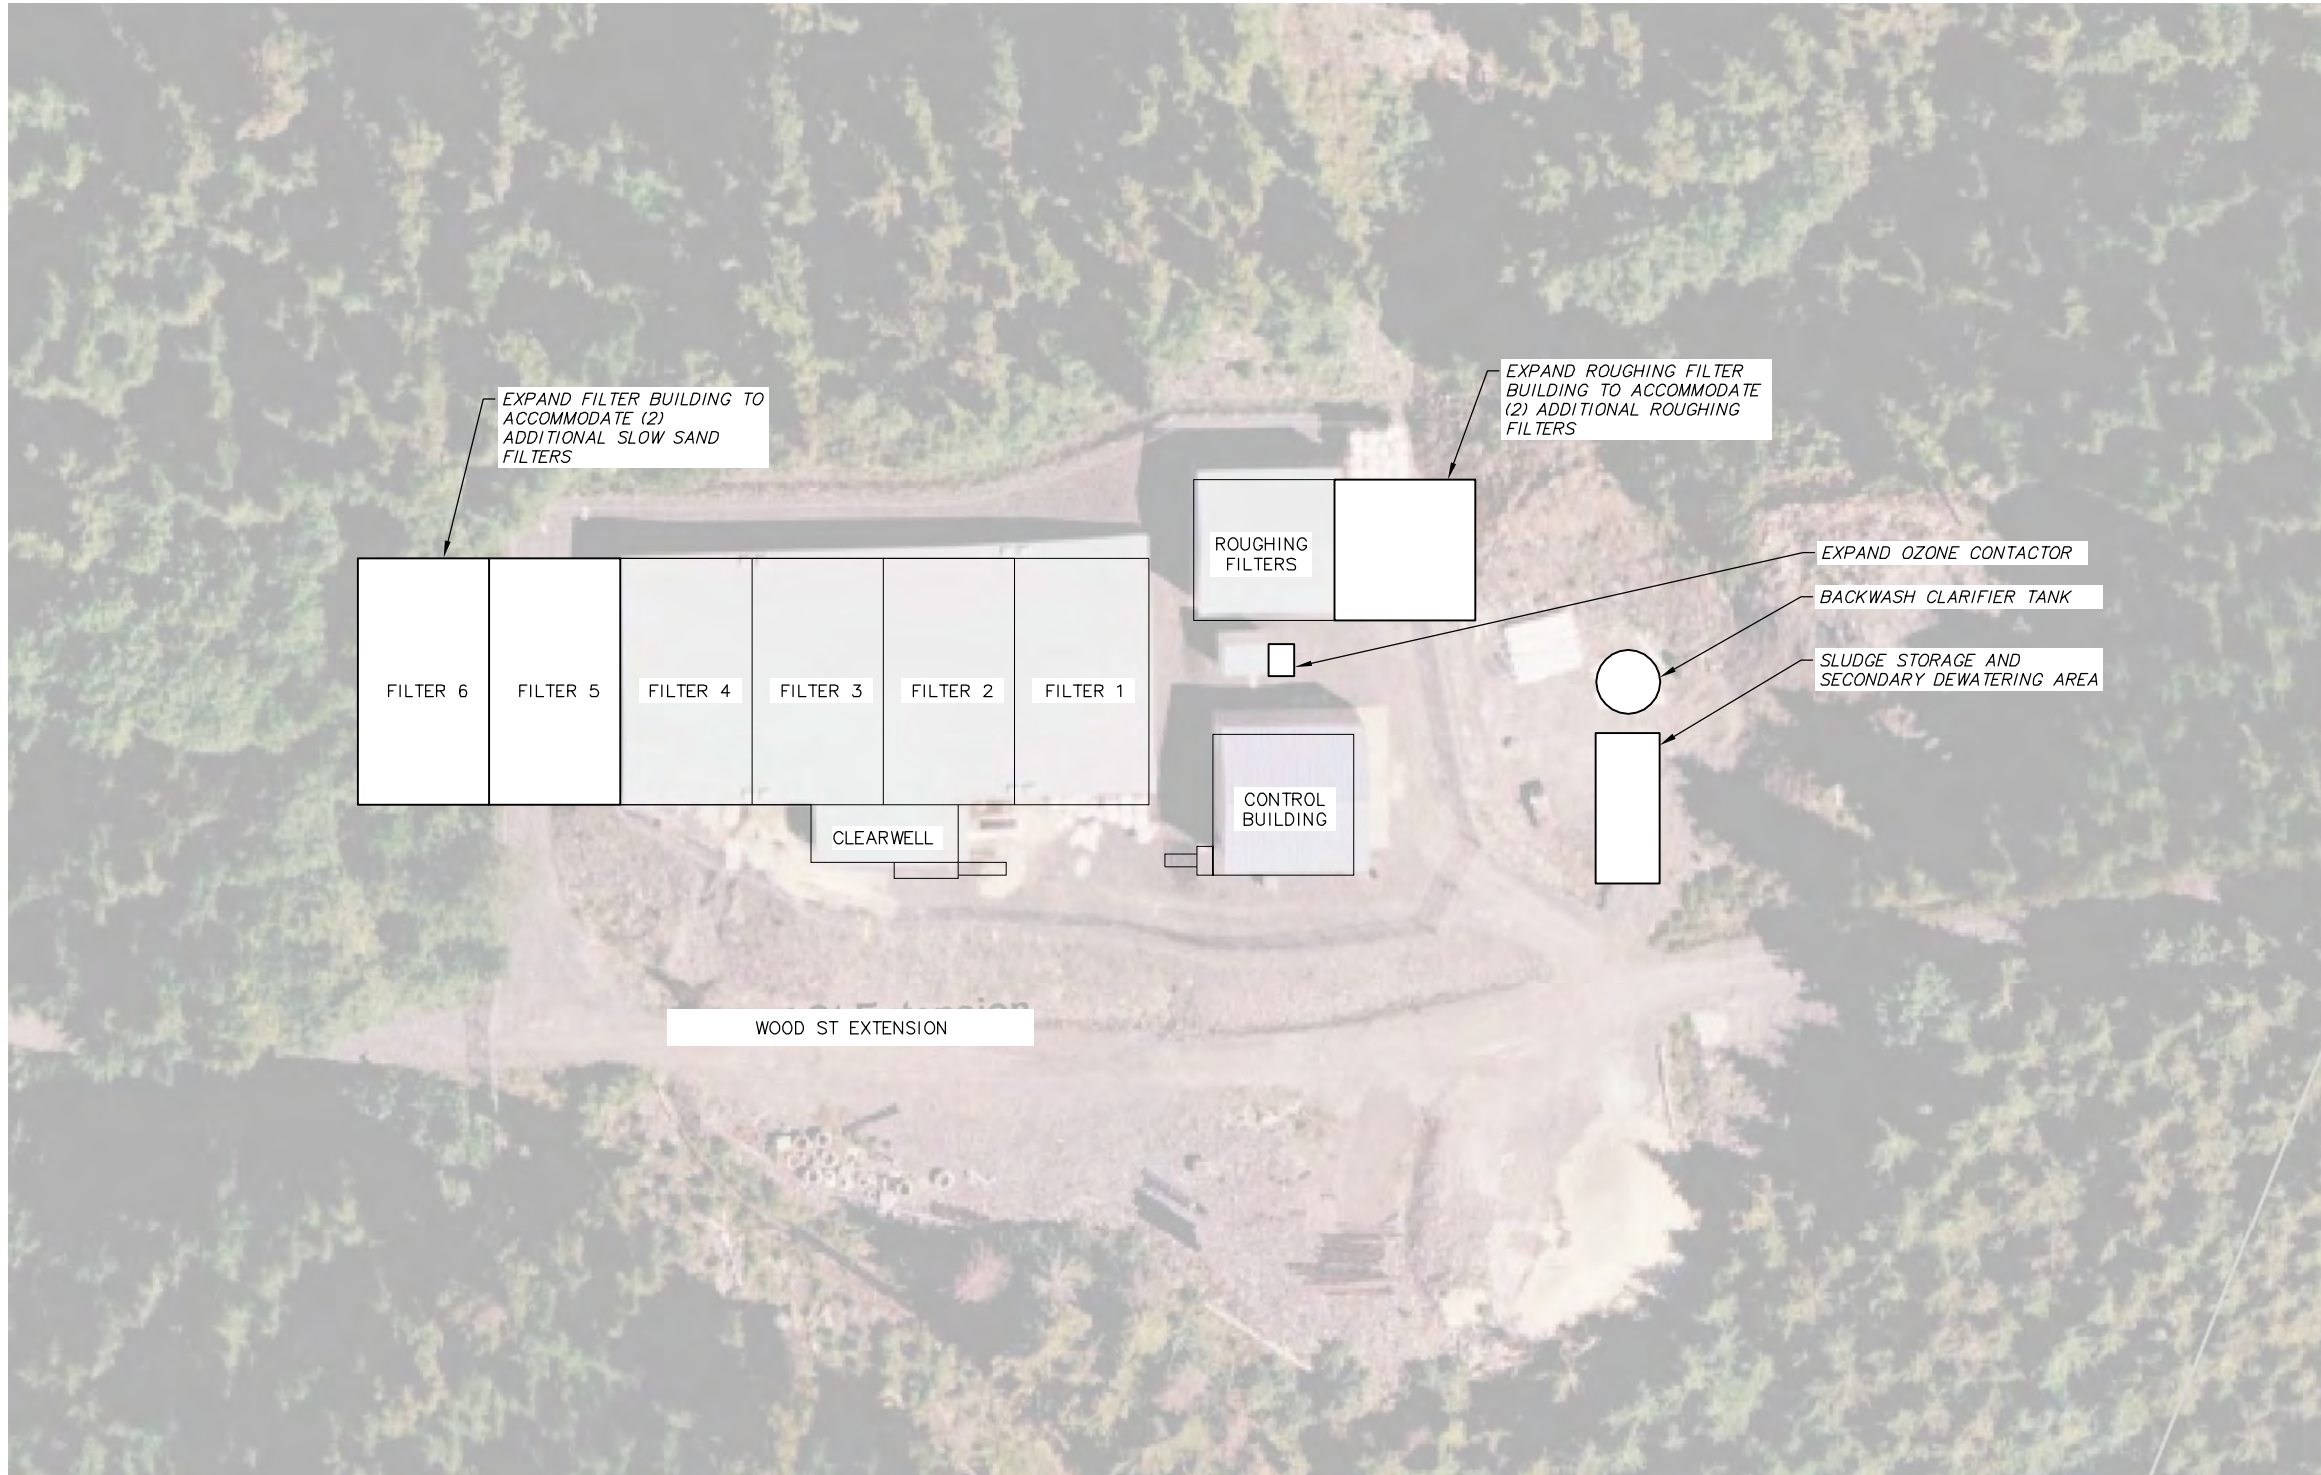 EXPAND ROUGHING FILTER
BUILDING TO ACCOMMODATE
(2) ADDITIONAL ROUGHING
FILTERS
EXPAND FILTER BUILDING TO
ACCOMMODATE (2)
ADDITIONAL SLOW SAND
FILTERS
ROUGHING
FILTERS
EXPAND OZONE CONTACTOR
BACKWASH CLARIFIER TANK
SLUDGE STORAGE AND
SECONDARY DEWATERING AREA
FILTER 6
FILTER 5
FILTER 4
FILTER 3
FILTER 2
FILTER 1
CONTROL
BUILDING
CLEARWELL
WOOD ST EXTENSION